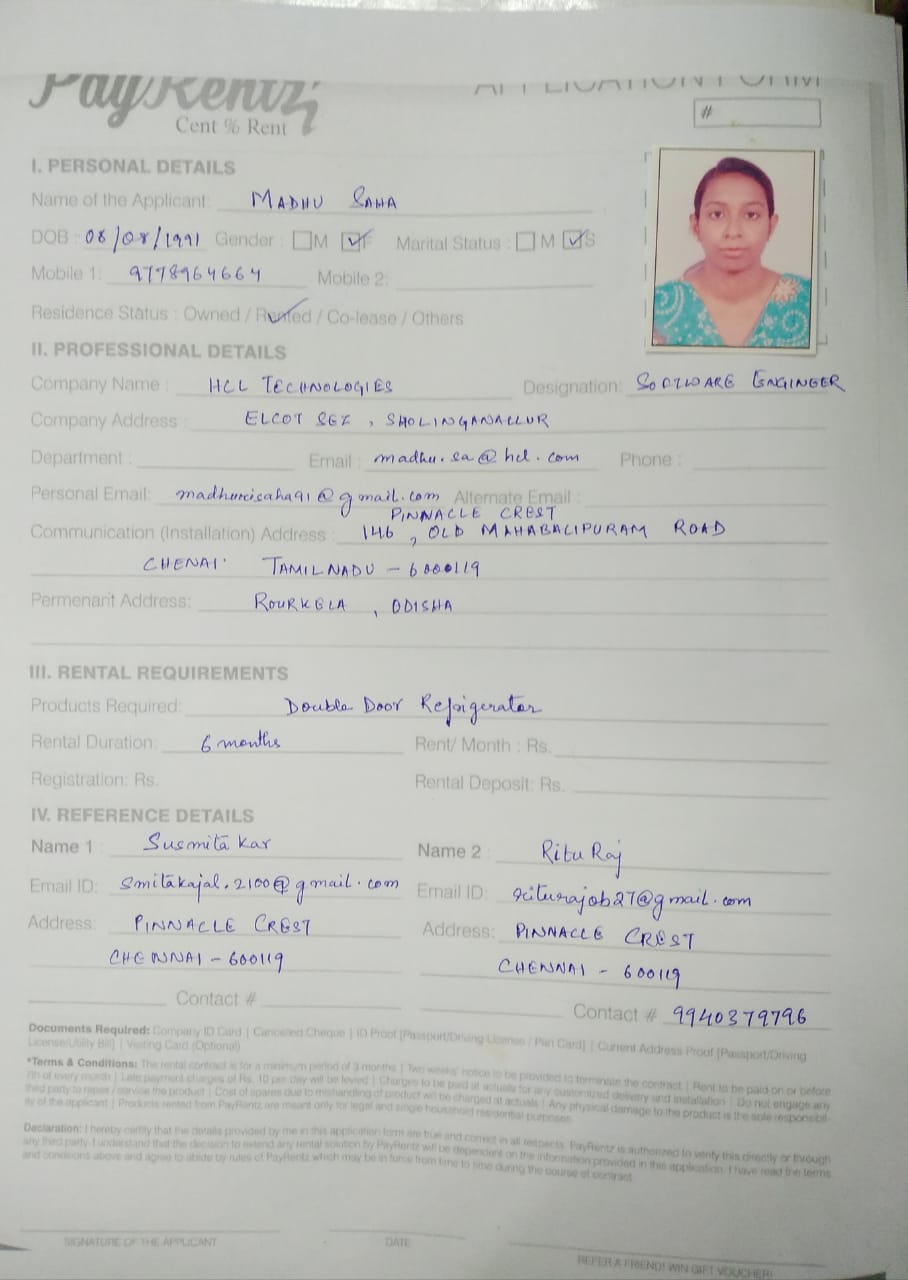 PayRentz
Cent % Rent
APPLICATION FORM
#
I. PERSONAL DETAILS
Name of the Applicant: MADHU SAHA
DOB : 08/08/1991 Gender : M F Marital Status : M S
Mobile 1: 9778964664 Mobile 2:
Residence Status : Owned / Rented / Co-lease / Others
II. PROFESSIONAL DETAILS
Company Name : HCL TECHNOLOGIES Designation: SOFTWARE ENGINEER
Company Address : ELCOT SEZ , SHOLINGANALLUR
Department : Email : madhu.sa@hcl.com Phone :
Personal Email: madhumisaha91@gmail.com Alternate Email :
PINNACLE CREST
Communication (Installation) Address : 146 , OLD MAHABALIPURAM ROAD
CHENAI TAMILNADU - 6000119
Permenant Address: ROURKELA , ODISHA
III. RENTAL REQUIREMENTS
Products Required: Double Door Refrigerator
Rental Duration: 6 months Rent/ Month : Rs.
Registration: Rs. Rental Deposit: Rs.
IV. REFERENCE DETAILS
Name 1 : Susmita Kar Name 2 : Ritu Raj
Email ID: smitakajal.2100@gmail.com Email ID: riturajob27@gmail.com
Address: PINNACLE CREST Address: PINNACLE CREST
CHENNAI - 600119 CHENNAI - 600119
Contact # Contact # 9940379796
Documents Required: Company ID Card | Cancelled Cheque | ID Proof [Passport/Driving License / Pan Card] | Current Address Proof [Passport/Driving
License/Utility Bill] | Visiting Card (Optional)
*Terms & Conditions: The rental contract is for a minimum period of 3 months | Two weeks' notice to be provided to terminate the contract | Rent to be paid on or before
7th of every month | Late payment charges of Rs. 10 per day will be levied | Charges to be paid at actuals for any customized delivery and installation | Do not engage any
third party to repair / service the product | Cost of spares due to mishandling of product will be charged at actuals | Any physical damage to the product is the sole responsibil-
ity of the applicant | Products rented from PayRentz are meant only for legal and single household residential purposes
Declaration: I hereby certify that the details provided by me in this application form are true and correct in all respects. PayRentz is authorized to verify this directly or through
any third party. I understand that the decision to extend any rental solution by PayRentz will be dependent on the information provided in this application. I have read the terms
and conditions above and agree to abide by rules of PayRentz which may be in force from time to time during the course of contract.
SIGNATURE OF THE APPLICANT DATE
REFER A FRIEND! WIN GIFT VOUCHER!